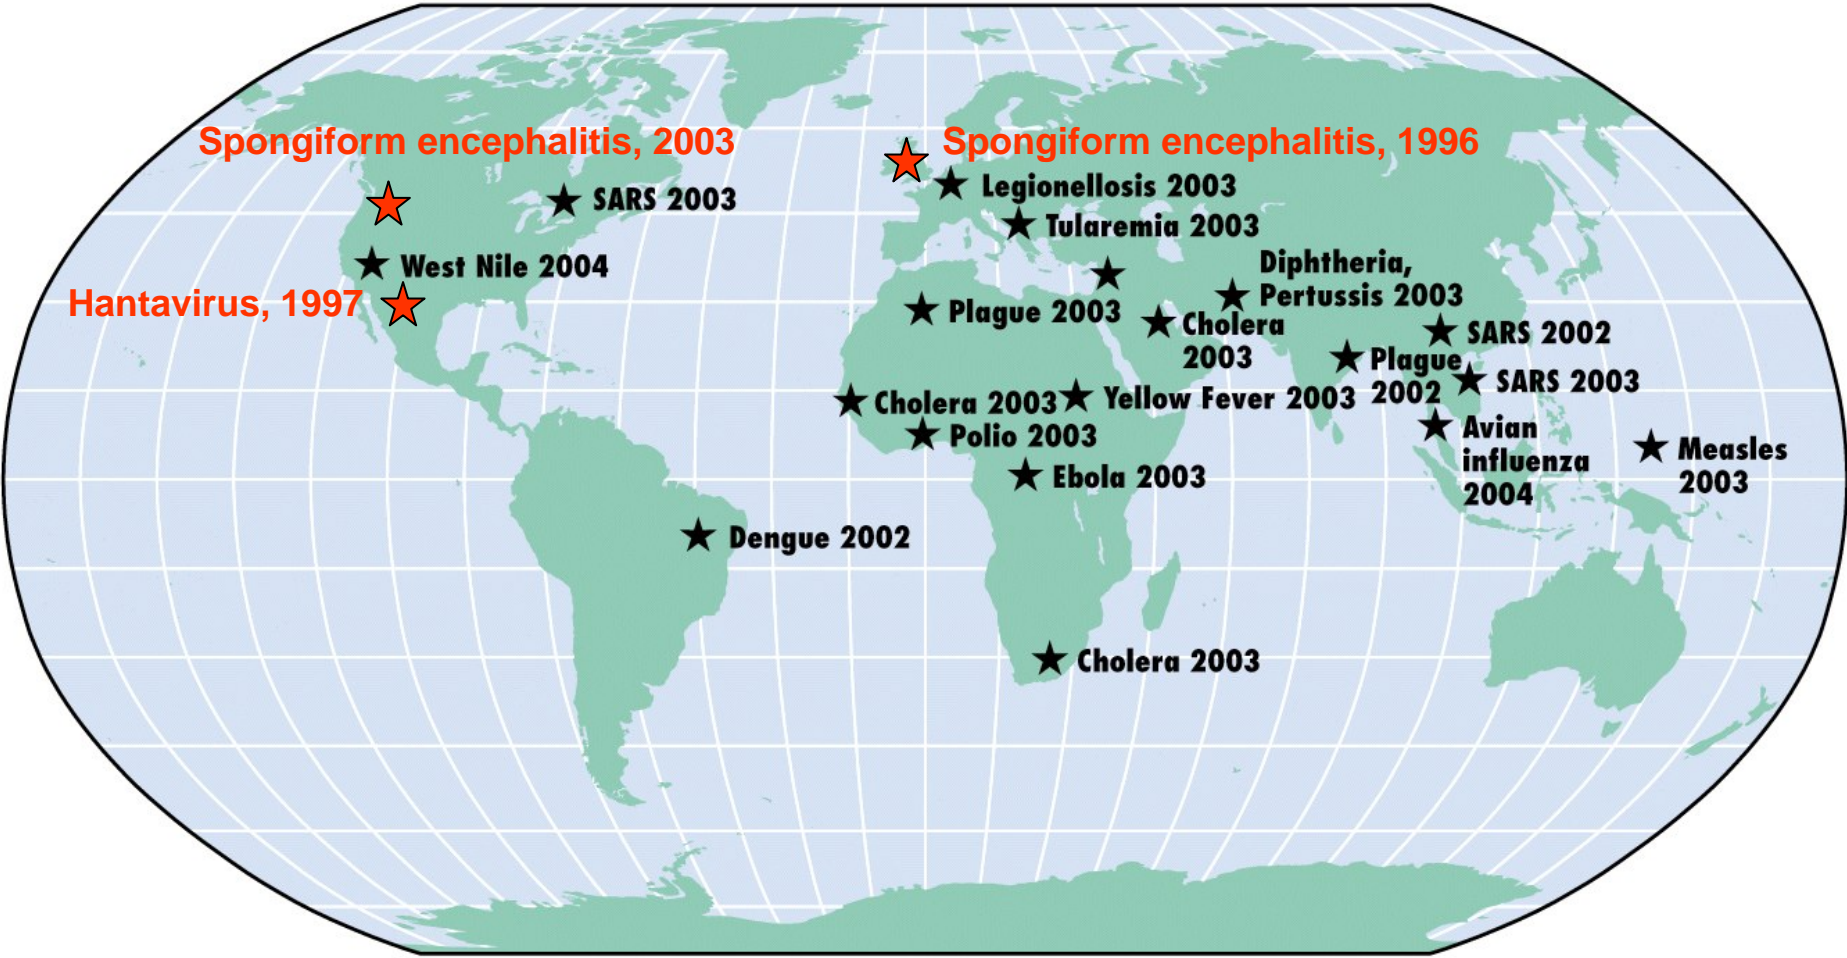 Spongiform encephalitis, 2003
Spongiform encephalitis, 1996
Legionellosis 2003
SARS 2003
Tularemia 2003
West Nile 2004
Diphtheria,
Pertussis 2003
Hantavirus, 1997
Plague 2003
Cholera
2003
SARS 2002
Plague
2002
SARS 2003
Cholera 2003
Yellow Fever 2003
Polio 2003
Avian
influenza
2004
Measles
2003
Ebola 2003
Dengue 2002
Cholera 2003